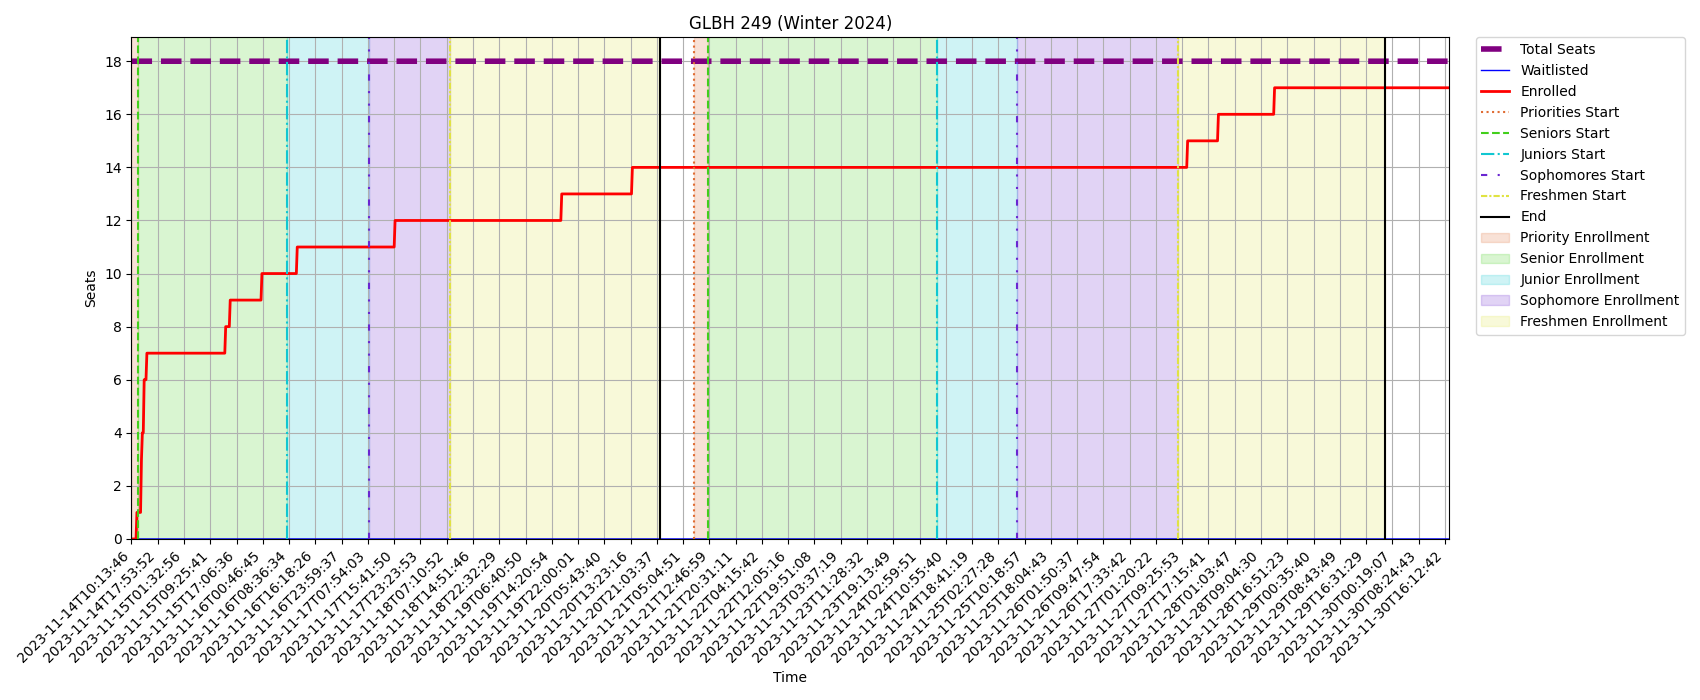 GLBH 249 (Winter 2024)
Seats
18
16
14
12
10
8
6
4
2
0
2023-11-14T10:13:46
2023-11-14T17:53:52
2023-11-15T01:32:56
2023-11-15T09:25:41
2023-11-15T17:06:36
2023-11-16T00:46:45
2023-11-16T08:36:34
2023-11-16T16:18:26
2023-11-16T23:59:37
2023-11-17T07:54:03
2023-11-17T15:41:50
2023-11-17T23:23:53
2023-11-18T07:10:52
2023-11-18T14:51:46
2023-11-18T22:32:29
2023-11-19T06:40:50
2023-11-19T14:20:54
2023-11-19T22:00:01
2023-11-20T05:43:40
2023-11-20T13:23:16
2023-11-20T21:03:37
2023-11-21T05:04:51
2023-11-21T12:46:59
2023-11-21T20:31:11
2023-11-22T04:15:42
2023-11-22T12:05:16
2023-11-22T19:51:08
2023-11-23T03:37:19
2023-11-23T11:28:32
2023-11-23T19:13:49
2023-11-24T02:59:51
2023-11-24T10:55:40
2023-11-24T18:41:19
2023-11-25T02:27:28
2023-11-25T10:18:57
2023-11-25T18:04:43
2023-11-26T01:50:37
2023-11-26T09:47:54
2023-11-26T17:33:42
2023-11-27T01:20:22
2023-11-27T09:25:53
2023-11-27T17:15:41
2023-11-28T01:03:47
2023-11-28T09:04:30
2023-11-28T16:51:23
2023-11-29T00:35:40
2023-11-29T08:43:49
2023-11-29T16:31:29
2023-11-30T00:19:07
2023-11-30T08:24:43
2023-11-30T16:12:42
Time
Total Seats
Waitlisted
Enrolled
Priorities Start
Seniors Start
Juniors Start
Sophomores Start
Freshmen Start
End
Priority Enrollment
Senior Enrollment
Junior Enrollment
Sophomore Enrollment
Freshmen Enrollment